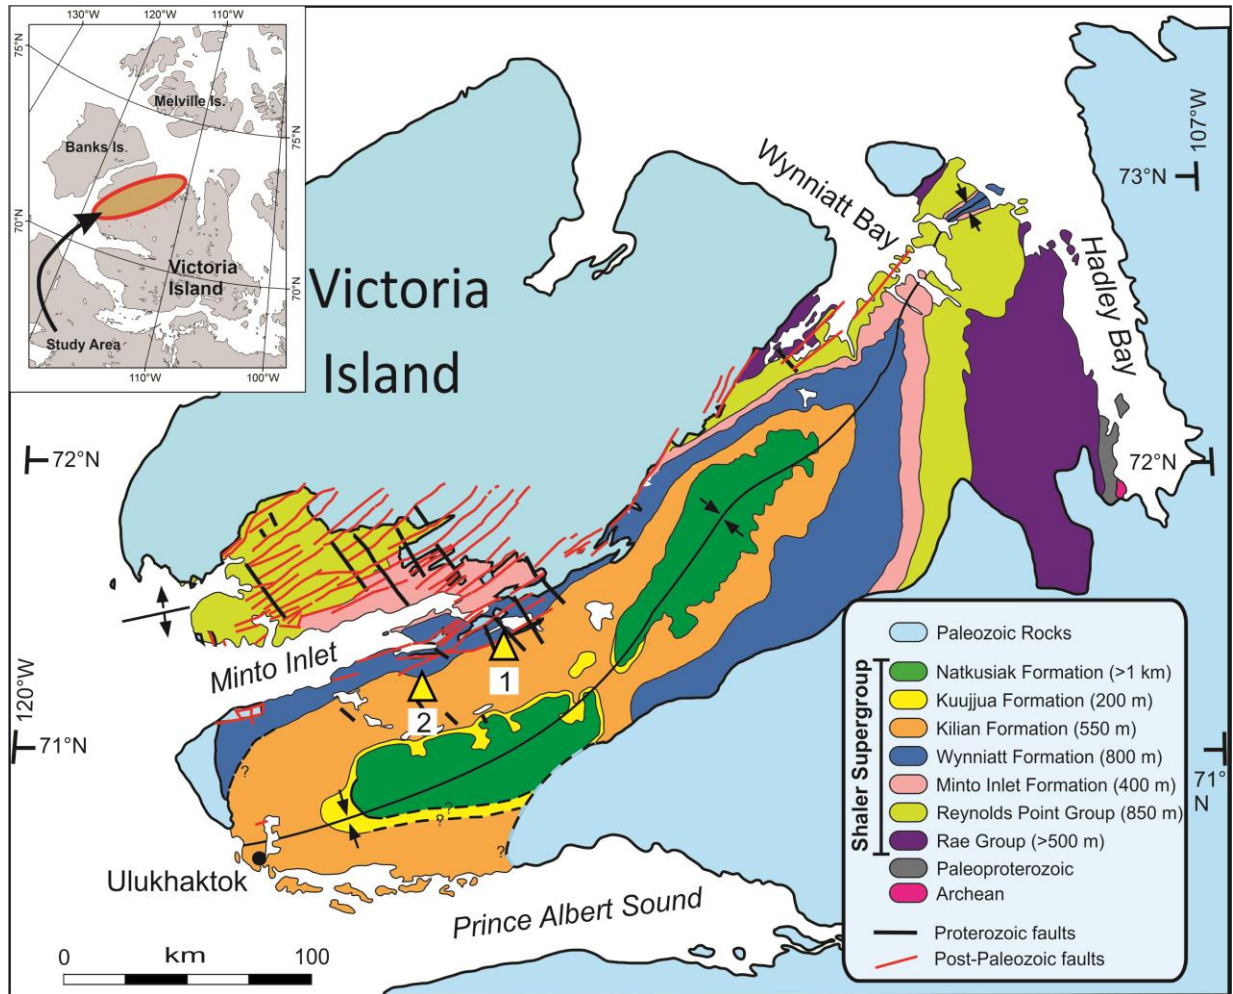 130°W
120°W
110°W
75°N
Melville Is.
Banks Is.
75°N
70°N
Victoria
Island
70°N
Study Area
110°W
100°W
Victoria
Island
Wynniatt Bay
Hadley Bay
107°W
73°N
72°N
72°N
Minto Inlet
120°W
71°N
1
2
?
?
?
?
71°
N
Ulukhaktok
Prince Albert Sound
0
km
100
Paleozoic Rocks
Shaler Supergroup
Natkusiak Formation (>1 km)
Kuujjua Formation (200 m)
Kilian Formation (550 m)
Wynniatt Formation (800 m)
Minto Inlet Formation (400 m)
Reynolds Point Group (850 m)
Rae Group (>500 m)
Paleoproterozoic
Archean
Proterozoic faults
Post-Paleozoic faults